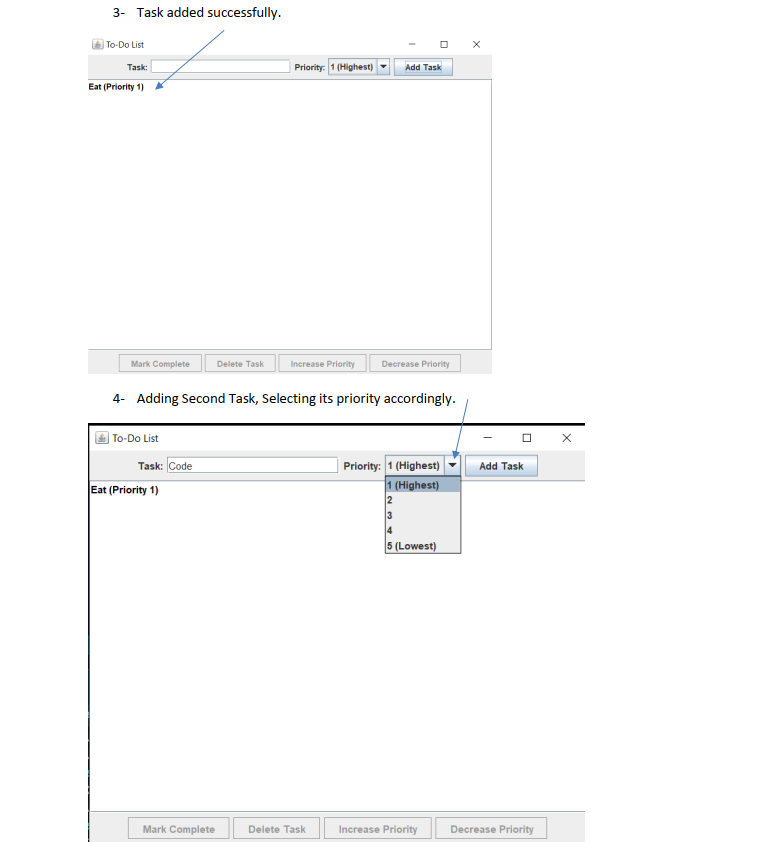 3- Task added successfully.
To-Do List
Task: Priority: 1 (Highest) Add Task
Eat (Priority 1)
Mark Complete Delete Task Increase Priority Decrease Priority
4- Adding Second Task, Selecting its priority accordingly.
To-Do List
Task: Code Priority: 1 (Highest) Add Task
Eat (Priority 1)
1 (Highest)
2
3
4
5 (Lowest)
Mark Complete Delete Task Increase Priority Decrease Priority